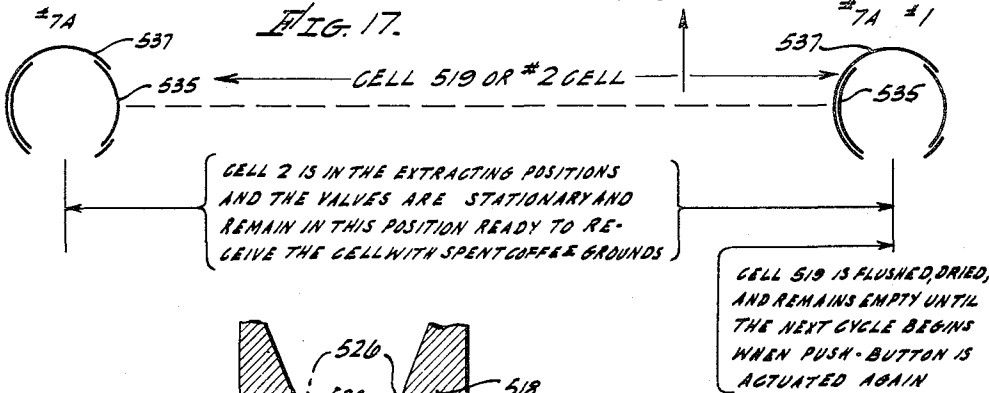 #7A
FIG. 17.
#7A #1
537
537
CELL 519 OR #2 CELL
535
535
CELL 2 IS IN THE EXTRACTING POSITIONS
AND THE VALVES ARE STATIONARY AND
REMAIN IN THIS POSITION READY TO RE-
CEIVE THE CELL WITH SPENT COFFEE GROUNDS
CELL 519 IS FLUSHED, DRIED,
AND REMAINS EMPTY UNTIL
THE NEXT CYCLE BEGINS
WHEN PUSH-BUTTON IS
ACTUATED AGAIN
526
518